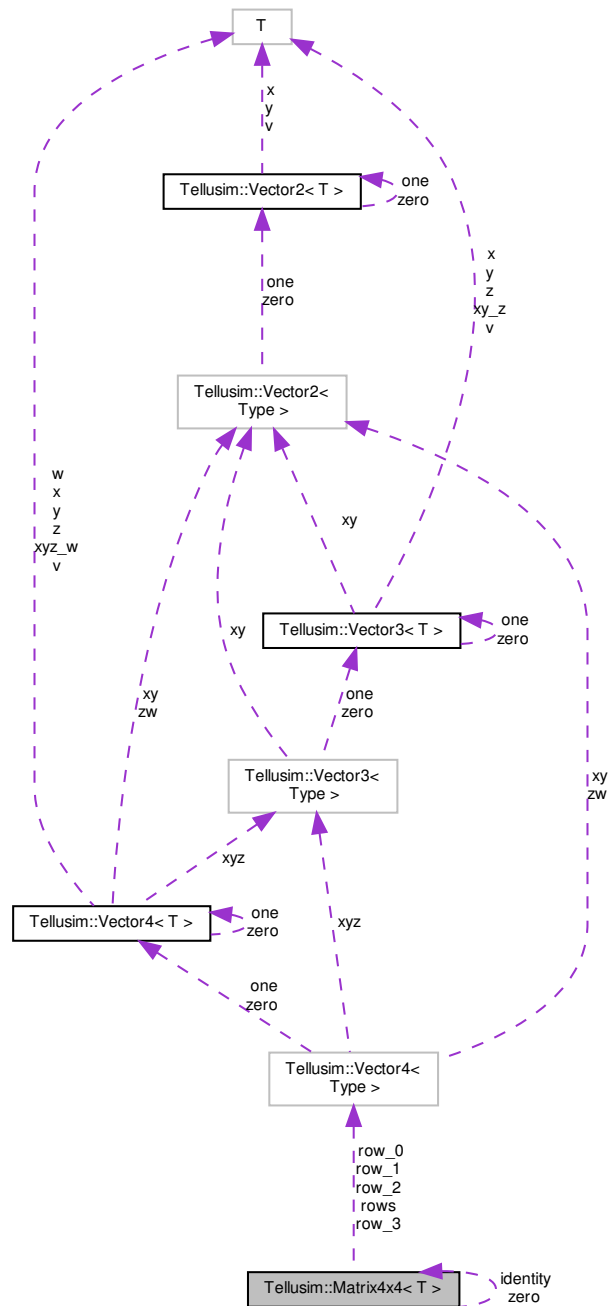 T
x
y
v
Tellusim::Vector2< T >
one
zero
x
y
z
xy_z
v
one
zero
Tellusim::Vector2<
Type >
w
x
y
z
xyz_w
v
xy
Tellusim::Vector3< T >
one
zero
xy
xy
zw
one
zero
Tellusim::Vector3<
Type >
xy
zw
xyz
Tellusim::Vector4< T >
one
zero
xyz
one
zero
Tellusim::Vector4<
Type >
row_0
row_1
row_2
rows
row_3
Tellusim::Matrix4x4< T >
identity
zero